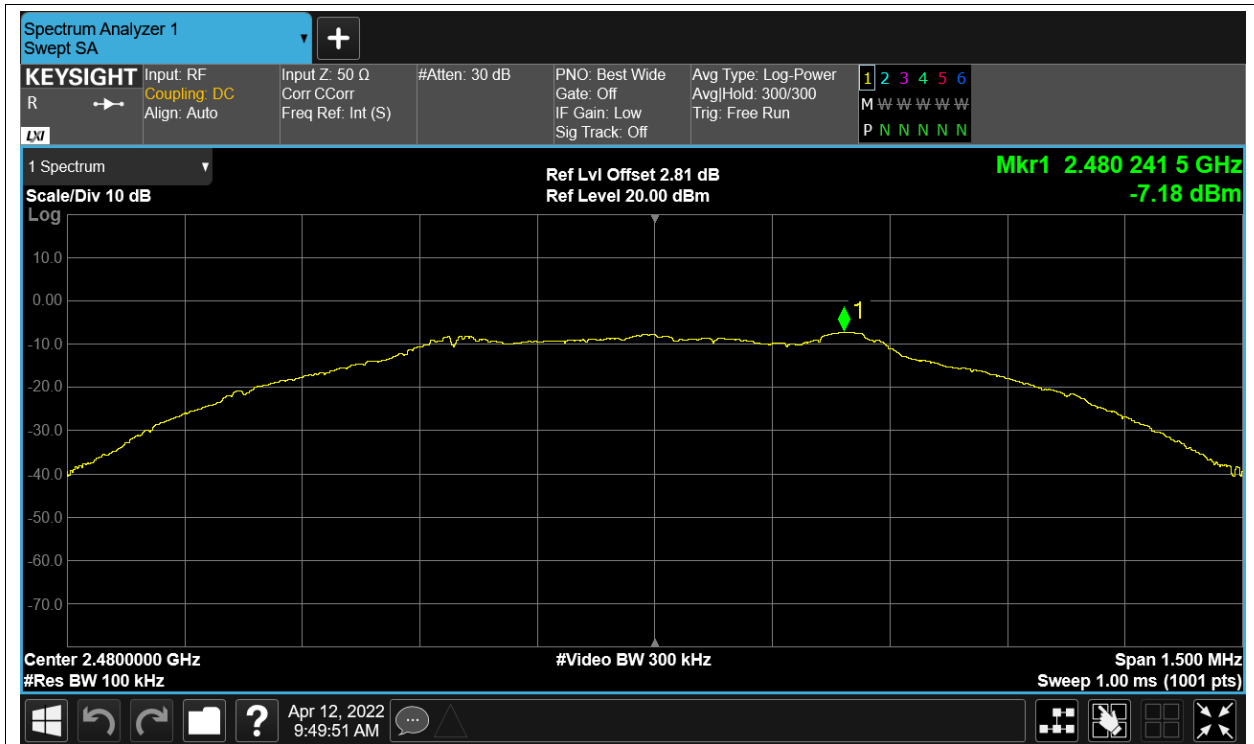 Spectrum Analyzer 1
Swept SA
KEYSIGHT
R
LXI
Input: RF
Coupling: DC
Align: Auto
Input Z: 50 Ω
Corr CCorr
Freq Ref: Int (S)
#Atten: 30 dB
PNO: Best Wide
Gate: Off
IF Gain: Low
Sig Track: Off
Avg Type: Log-Power
Avg|Hold: 300/300
Trig: Free Run
1 2 3 4 5 6
M W W W W W
P N N N N N
1 Spectrum
Scale/Div 10 dB
Ref Lvl Offset 2.81 dB
Ref Level 20.00 dBm
Mkr1 2.480 241 5 GHz
-7.18 dBm
Log
10.0
0.00
-10.0
-20.0
-30.0
-40.0
-50.0
-60.0
-70.0
1
Center 2.4800000 GHz
#Res BW 100 kHz
#Video BW 300 kHz
Span 1.500 MHz
Sweep 1.00 ms (1001 pts)
?
Apr 12, 2022
9:49:51 AM